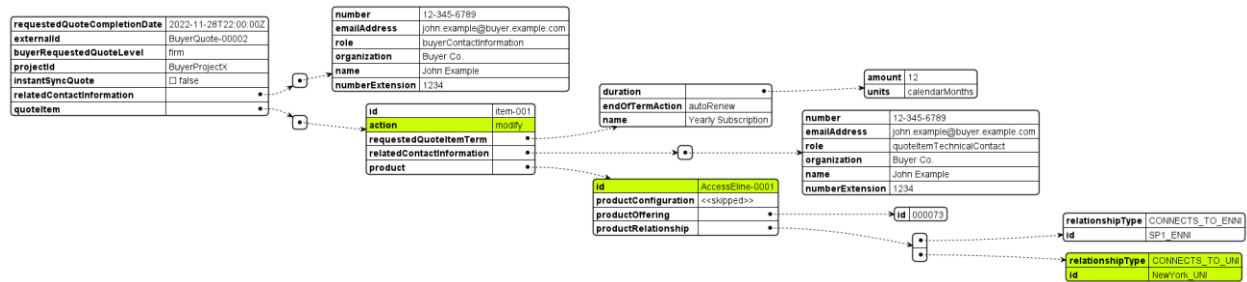 requestedQuoteCompletionDate 2022-11-28T22:00:00Z
externalId BuyerQuote-00002
buyerRequestedQuoteLevel firm
projectId BuyerProjectX
instantSyncQuote ☐ false
relatedContactInformation
quoteItem
number 12-345-6789
emailAddress john.example@buyer.example.com
role buyerContactInformation
organization Buyer Co.
name John Example
numberExtension 1234
id item-001
action modify
requestedQuoteItemTerm
relatedContactInformation
product
duration
endOfTermAction autoRenew
name Yearly Subscription
amount 12
units calendarMonths
number 12-345-6789
emailAddress john.example@buyer.example.com
role quoteItemTechnicalContact
organization Buyer Co.
name John Example
numberExtension 1234
id AccessEline-0001
productConfiguration <<skipped>>
productOffering
productRelationship
id 000073
relationshipType CONNECTS_TO_ENNI
id SP1_ENNI
relationshipType CONNECTS_TO_UNI
id NewYork_UNI